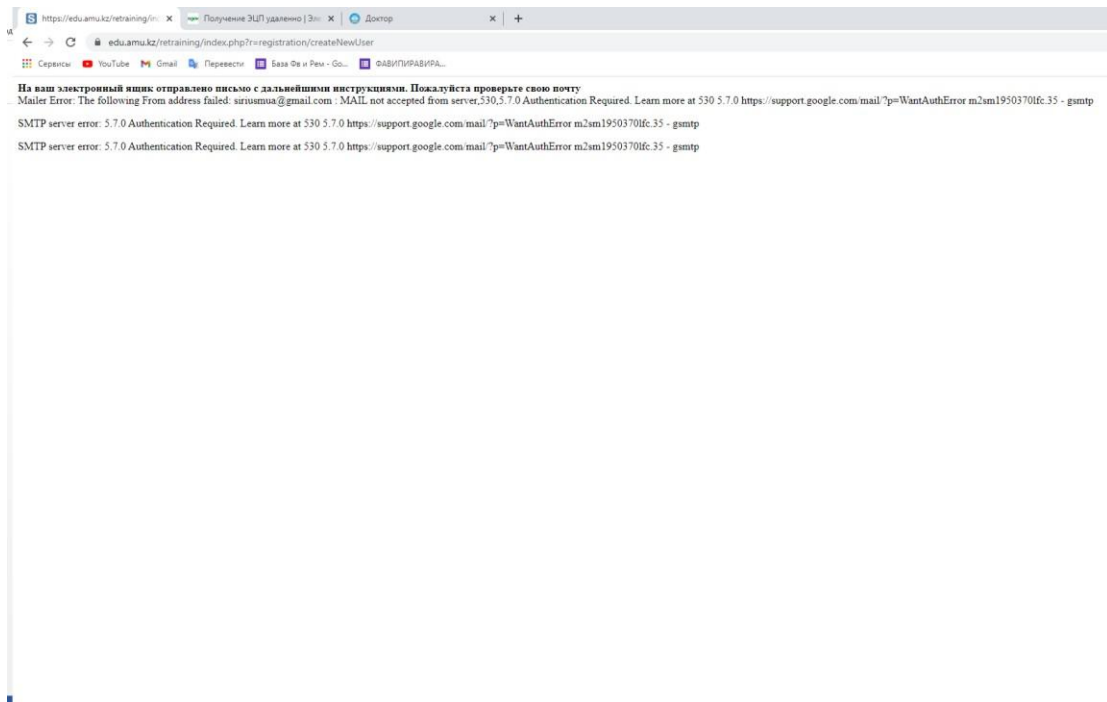 https://edu.amu.kz/retraining/in
Получение ЭЦП удаленно | Эле
Доктор
edu.amu.kz/retraining/index.php?r=registration/createNewUser
Сервисы YouTube Gmail Перевести База Фв и Рем - Go... ФАВИПИРАВИРА...
На ваш электронный ящик отправлено письмо с дальнейшими инструкциями. Пожалуйста проверьте свою почту
Mailer Error: The following From address failed: siriusmua@gmail.com : MAIL not accepted from server,530,5.7.0 Authentication Required. Learn more at 530 5.7.0 https://support.google.com/mail/?p=WantAuthError m2sm1950370lfc.35 - gsmtp
SMTP server error: 5.7.0 Authentication Required. Learn more at 530 5.7.0 https://support.google.com/mail/?p=WantAuthError m2sm1950370lfc.35 - gsmtp
SMTP server error: 5.7.0 Authentication Required. Learn more at 530 5.7.0 https://support.google.com/mail/?p=WantAuthError m2sm1950370lfc.35 - gsmtp